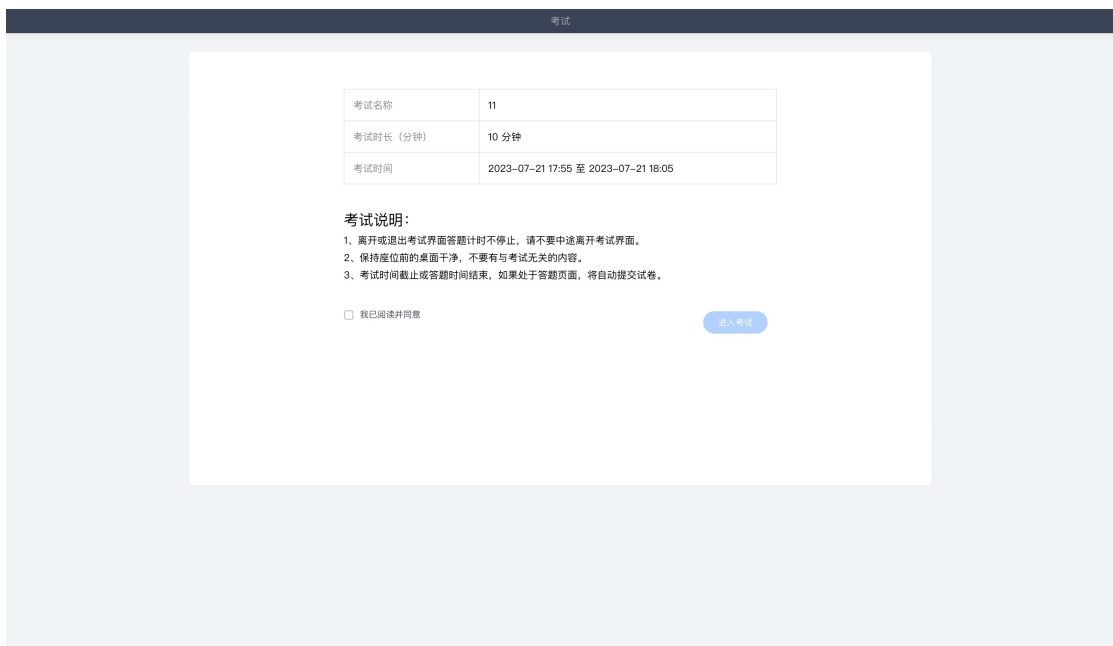 考试
考试名称 11
考试时长（分钟） 10 分钟
考试时间 2023-07-21 17:55 至 2023-07-21 18:05
考试说明：
1、离开或退出考试界面答题计时不停止，请不要中途离开考试界面。
2、保持座位前的桌面干净，不要有与考试无关的内容。
3、考试时间截止或答题时间结束，如果处于答题页面，将自动提交试卷。
我已阅读并同意
进入考试